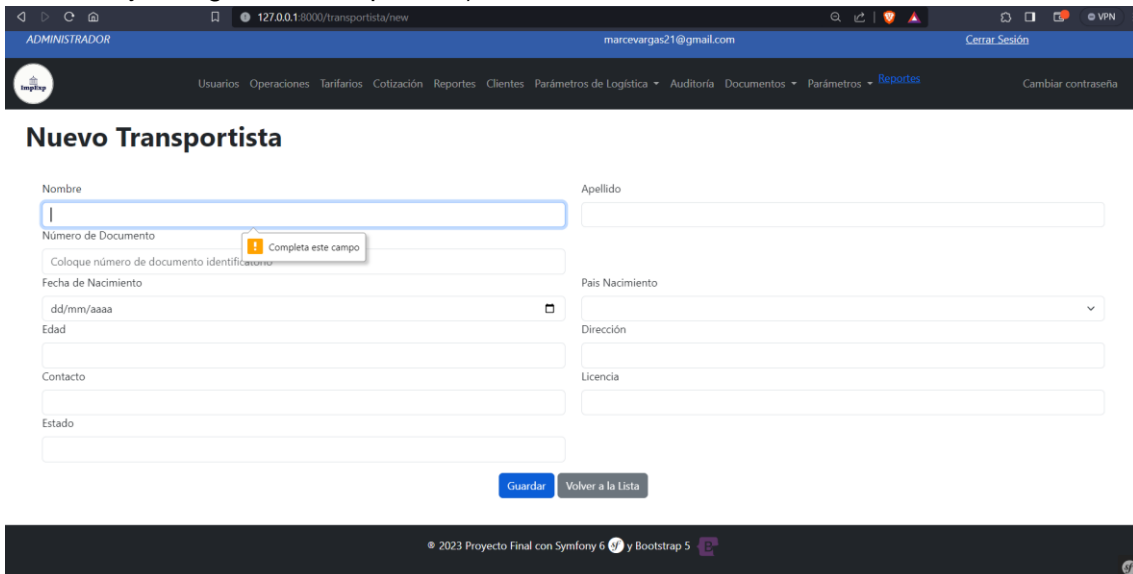 127.0.0.1:8000/transportista/new
VPN
ADMINISTRADOR marcevargas21@gmail.com Cerrar Sesión
ImpExp Usuarios Operaciones Tarifarios Cotización Reportes Clientes Parámetros de Logística Auditoría Documentos Parámetros Reportes Cambiar contraseña
Nuevo Transportista
Nombre Apellido
Número de Documento
Completa este campo
Coloque número de documento identificatorio
Fecha de Nacimiento Pais Nacimiento
dd/mm/aaaa
Edad Dirección
Contacto Licencia
Estado
Guardar Volver a la Lista
© 2023 Proyecto Final con Symfony 6 sf y Bootstrap 5 B